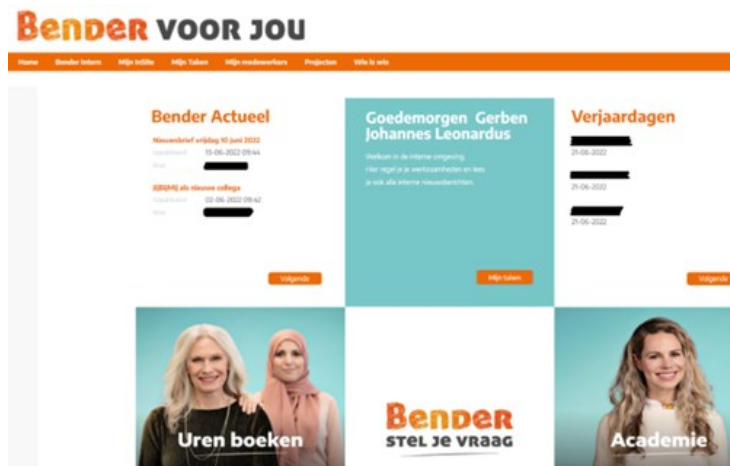 Bender VOOR JOU
Home Bender Intern Mijn InSite Mijn Taken Mijn medewerkers Projecten Wie is wie
Bender Actueel
Nieuwsbrief vrijdag 10 juni 2022
Gepubliceerd 13-06-2022 09:44
als nieuwe collega
Gepubliceerd 02-06-2022 09:42
Volgende
Goedemorgen Gerben
Johannes Leonardus
Welkom in de interne omgeving.
Hier regel je je werkzaamheden en lees
je ook alle interne nieuwsberichten.
Mijn taken
Verjaardagen
21-06-2022
21-06-2022
21-06-2022
Volgende
Uren boeken
Bender
STEL JE VRAAG
Academie